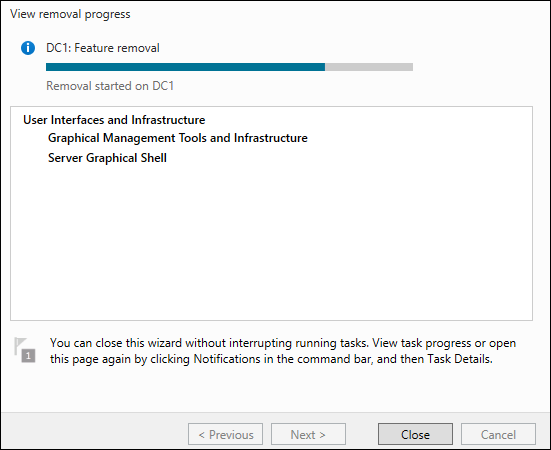 View removal progress
DC1: Feature removal
Removal started on DC1
User Interfaces and Infrastructure
Graphical Management Tools and Infrastructure
Server Graphical Shell
1
You can close this wizard without interrupting running tasks. View task progress or open
this page again by clicking Notifications in the command bar, and then Task Details.
< Previous
Next >
Close
Cancel